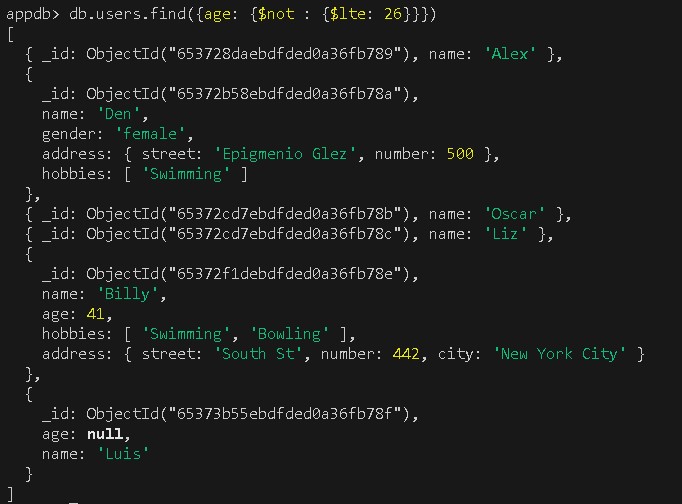 appdb> db.users.find({age: {$not : {$lte: 26}}})
[
  { _id: ObjectId("653728daebdfded0a36fb789"), name: 'Alex' },
  {
    _id: ObjectId("65372b58ebdfded0a36fb78a"),
    name: 'Den',
    gender: 'female',
    address: { street: 'Epigmenio Glez', number: 500 },
    hobbies: [ 'Swimming' ]
  },
  { _id: ObjectId("65372cd7ebdfded0a36fb78b"), name: 'Oscar' },
  { _id: ObjectId("65372cd7ebdfded0a36fb78c"), name: 'Liz' },
  {
    _id: ObjectId("65372f1debdfded0a36fb78e"),
    name: 'Billy',
    age: 41,
    hobbies: [ 'Swimming', 'Bowling' ],
    address: { street: 'South St', number: 442, city: 'New York City' }
  },
  {
    _id: ObjectId("65373b55ebdfded0a36fb78f"),
    age: null,
    name: 'Luis'
  }
]